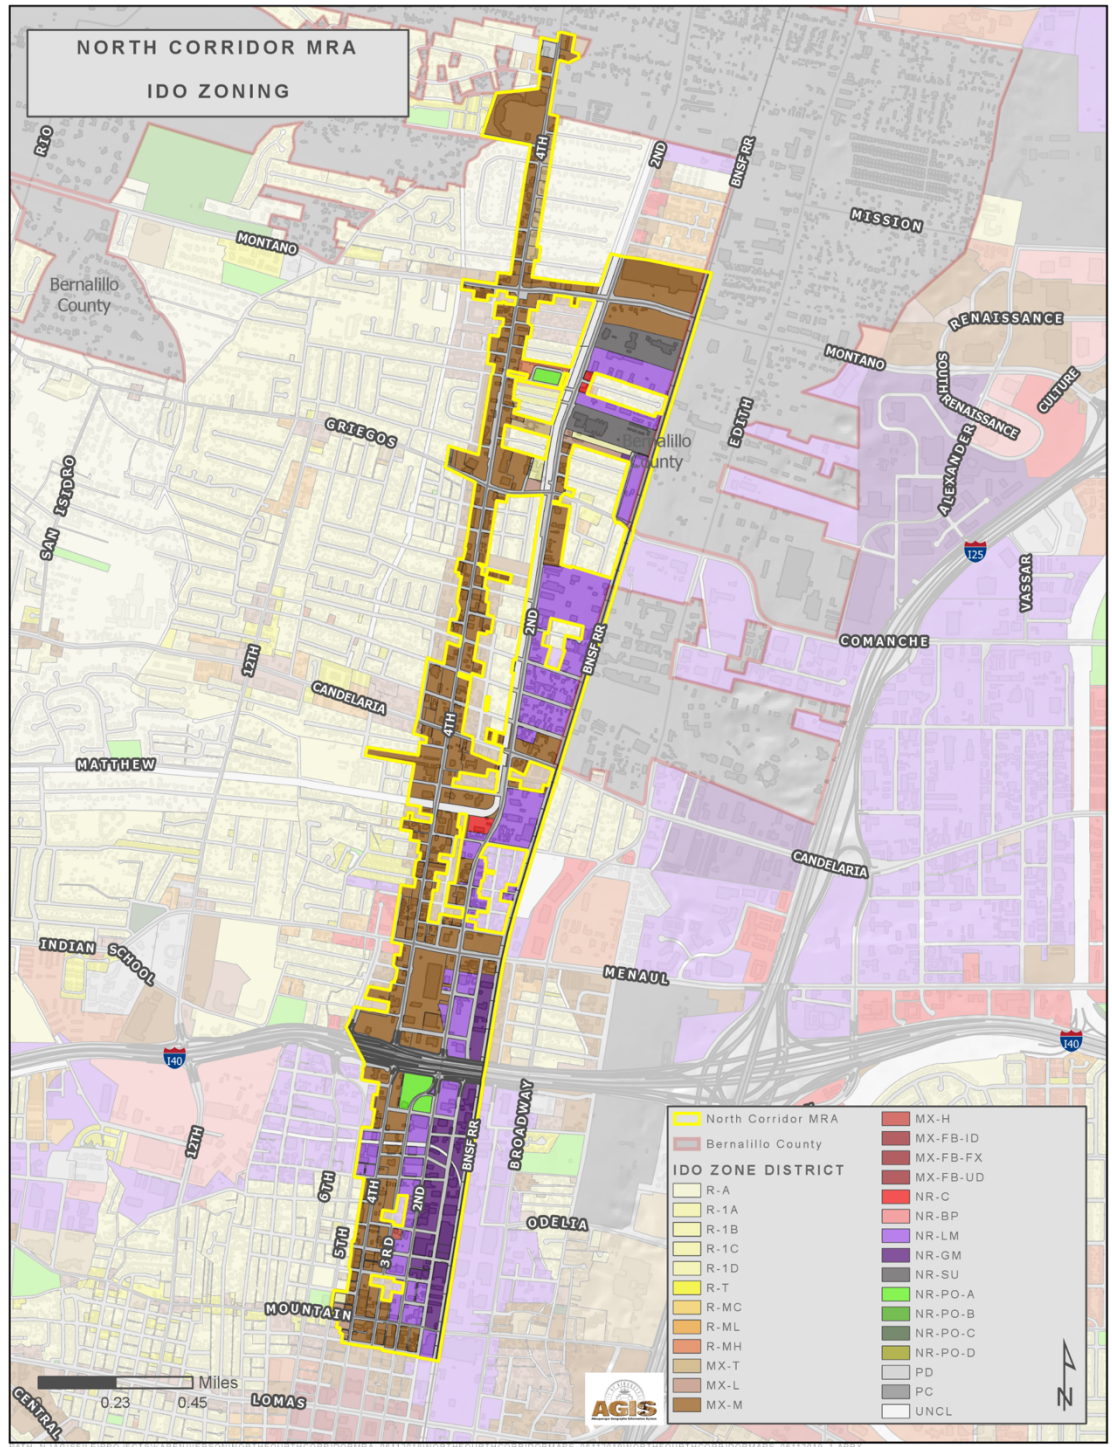 NORTH CORRIDOR MRA
IDO ZONING
RIO
4TH
2ND
BNSF RR
MISSION
MONTANO
Bernalillo
County
RENAISSANCE
MONTANO
SOUTH
RENAISSANCE
CULTURE
GRIEGOS
EDITH
Bernalillo
County
ALEXANDER
SAN ISIDRO
I25
VASSAR
2ND
BNSF RR
COMANCHE
12TH
CANDELARIA
4TH
MATTHEW
CANDELARIA
INDIAN SCHOOL
MENAUL
I40
I40
BROADWAY
12TH
BNSF RR
6TH
4TH
2ND
5TH
3RD
ODELIA
MOUNTAIN
Miles
0.23
0.45
LOMAS
CENTRAL
AGIS
North Corridor MRA
Bernalillo County
IDO ZONE DISTRICT
R-A
R-1A
R-1B
R-1C
R-1D
R-T
R-MC
R-ML
R-MH
MX-T
MX-L
MX-M
MX-H
MX-FB-ID
MX-FB-FX
MX-FB-UD
NR-C
NR-BP
NR-LM
NR-GM
NR-SU
NR-PO-A
NR-PO-B
NR-PO-C
NR-PO-D
PD
PC
UNCL
N